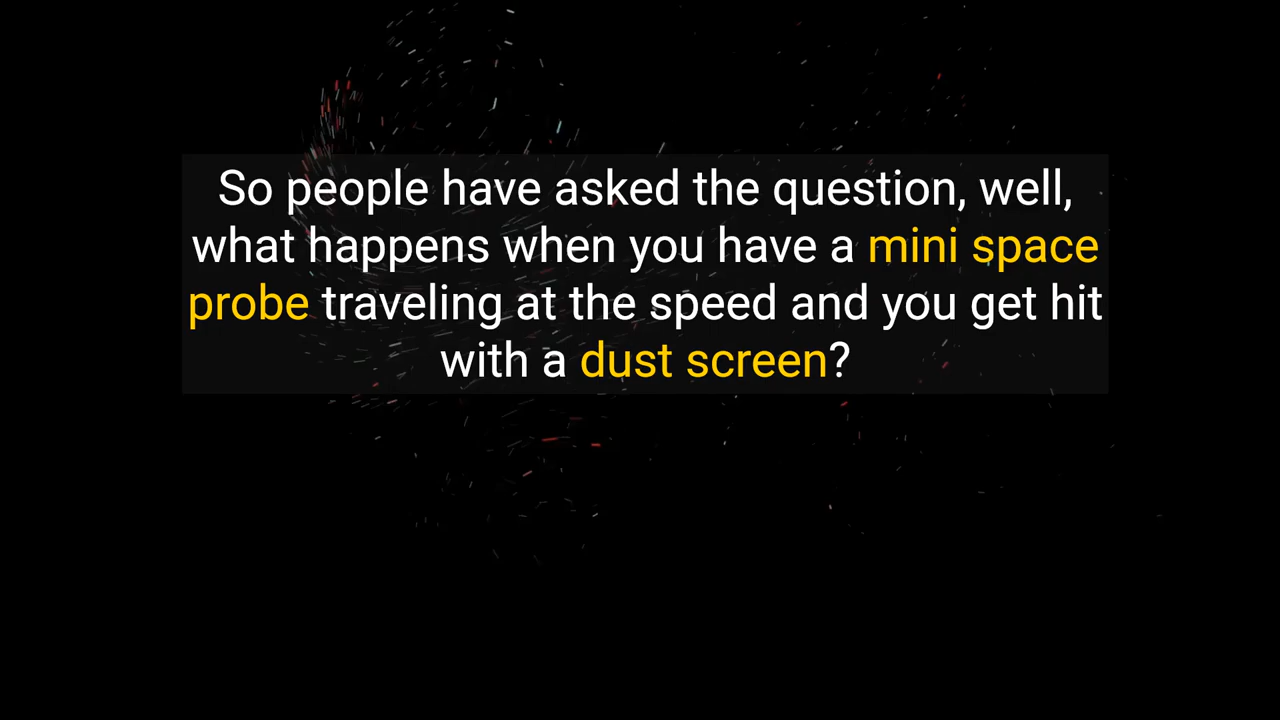 So people have asked the question, well,
what happens when you have a mini space
probe traveling at the speed and you get hit
with a dust screen?